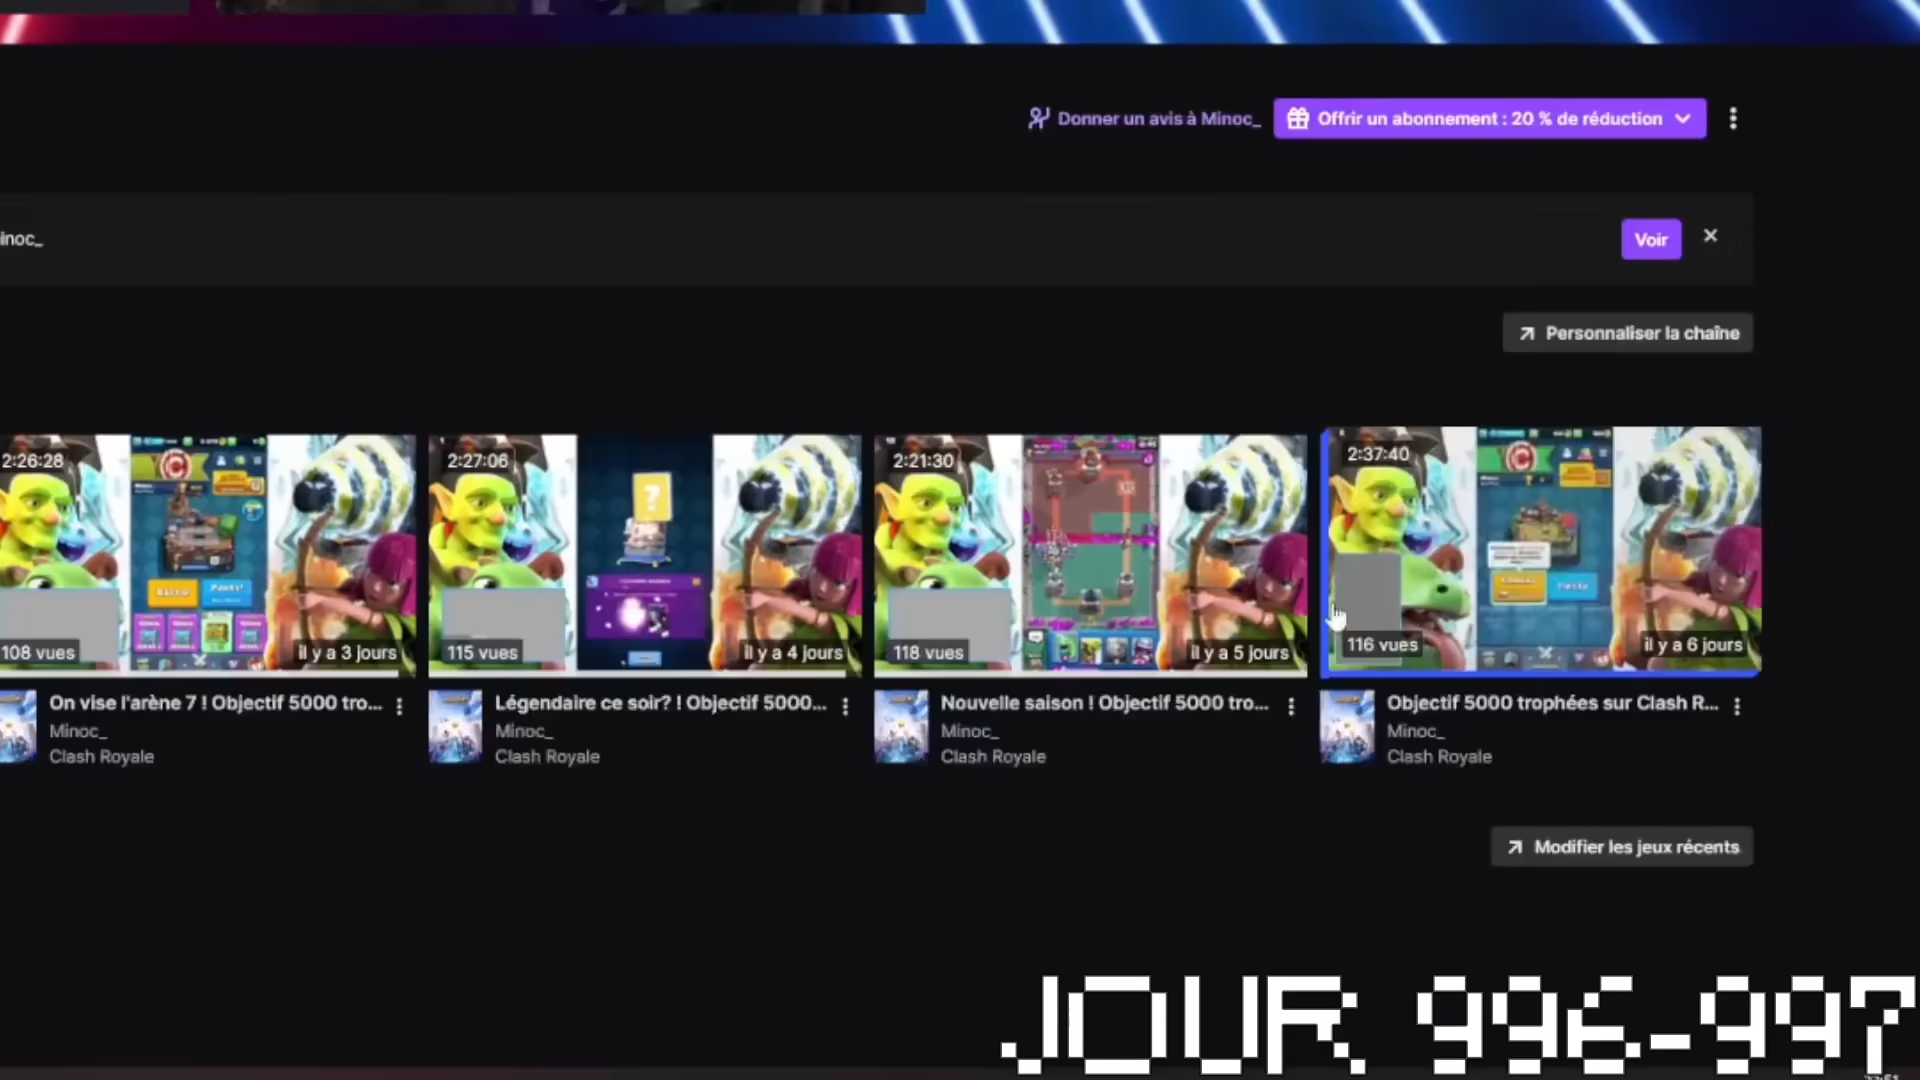 Donner un avis à Minoc_
Offrir un abonnement : 20 % de réduction
inoc_
Voir
Personnaliser la chaîne
2:26:28
2:27:06
2:21:30
2:37:40
108 vues
il y a 3 jours
115 vues
il y a 4 jours
118 vues
il y a 5 jours
116 vues
il y a 6 jours
On vise l'arène 7 ! Objectif 5000 tro...
Minoc_
Clash Royale
Légendaire ce soir? ! Objectif 5000...
Minoc_
Clash Royale
Nouvelle saison ! Objectif 5000 tro...
Minoc_
Clash Royale
Objectif 5000 trophées sur Clash R...
Minoc_
Clash Royale
Modifier les jeux récents
JOUR 996-997